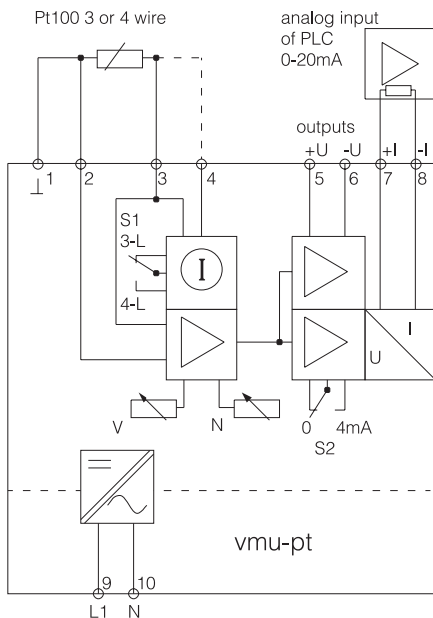 Pt100 3 or 4 wire
analog input
of PLC
0-20mA
outputs
+U -U +I -I
1 2 3 4 5 6 7 8
⊥
S1
3-L
4-L
I
I
U
V N
0 4mA
S2
vmu-pt
9 10
L1 N